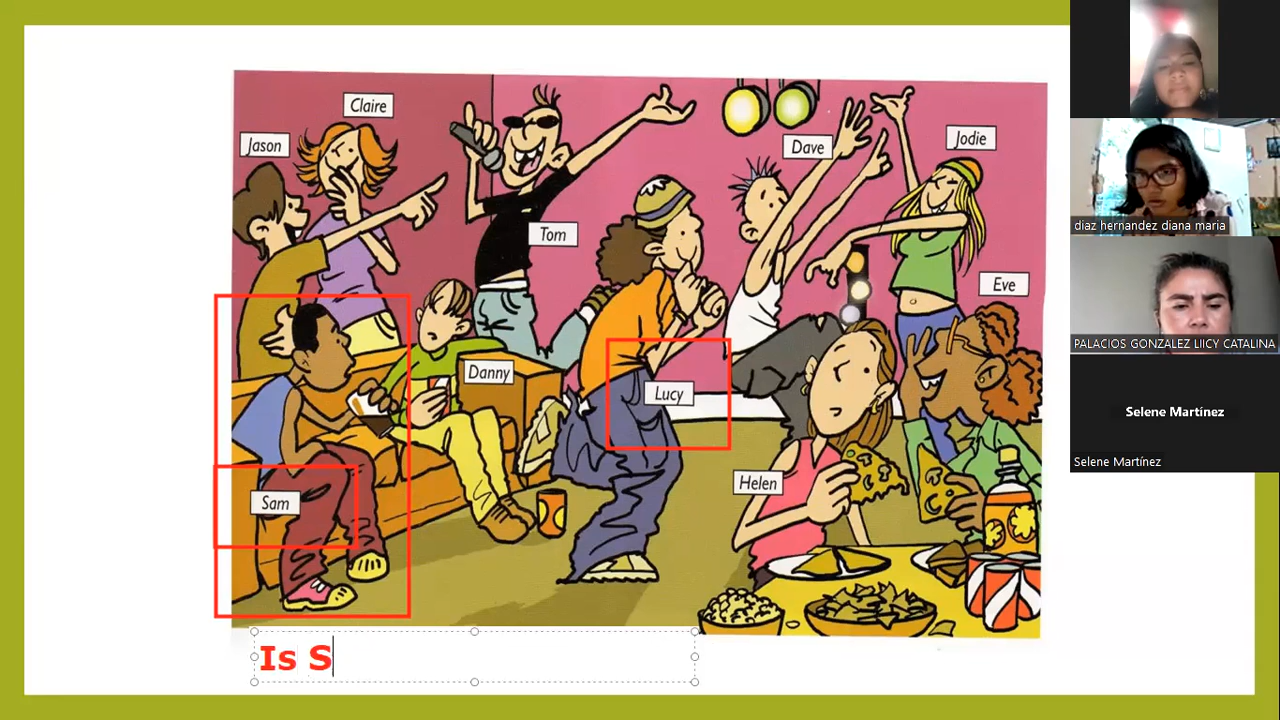 Claire
Jason
Dave
Jodie
Tom
Eve
Danny
Lucy
Helen
Sam
Is S
diaz hernandez diana maria
PALACIOS GONZALEZ LIICY CATALINA
Selene Martínez
Selene Martínez